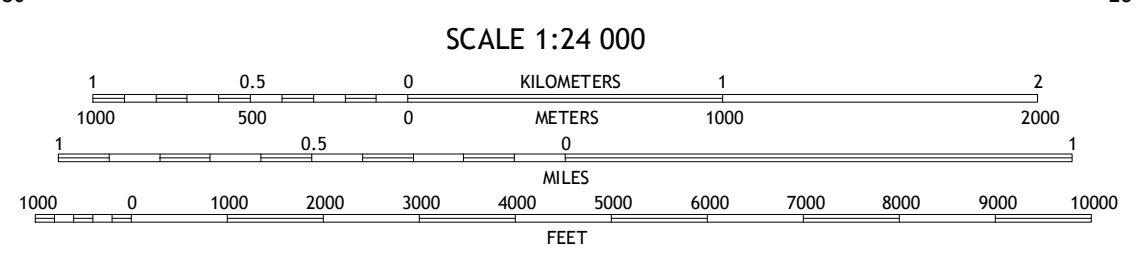 SCALE 1:24 000
1 0.5 0 KILOMETERS 1 2
1000 500 0 METERS 1000 2000
1 0.5 0 1
MILES
1000 0 1000 2000 3000 4000 5000 6000 7000 8000 9000 10000
FEET